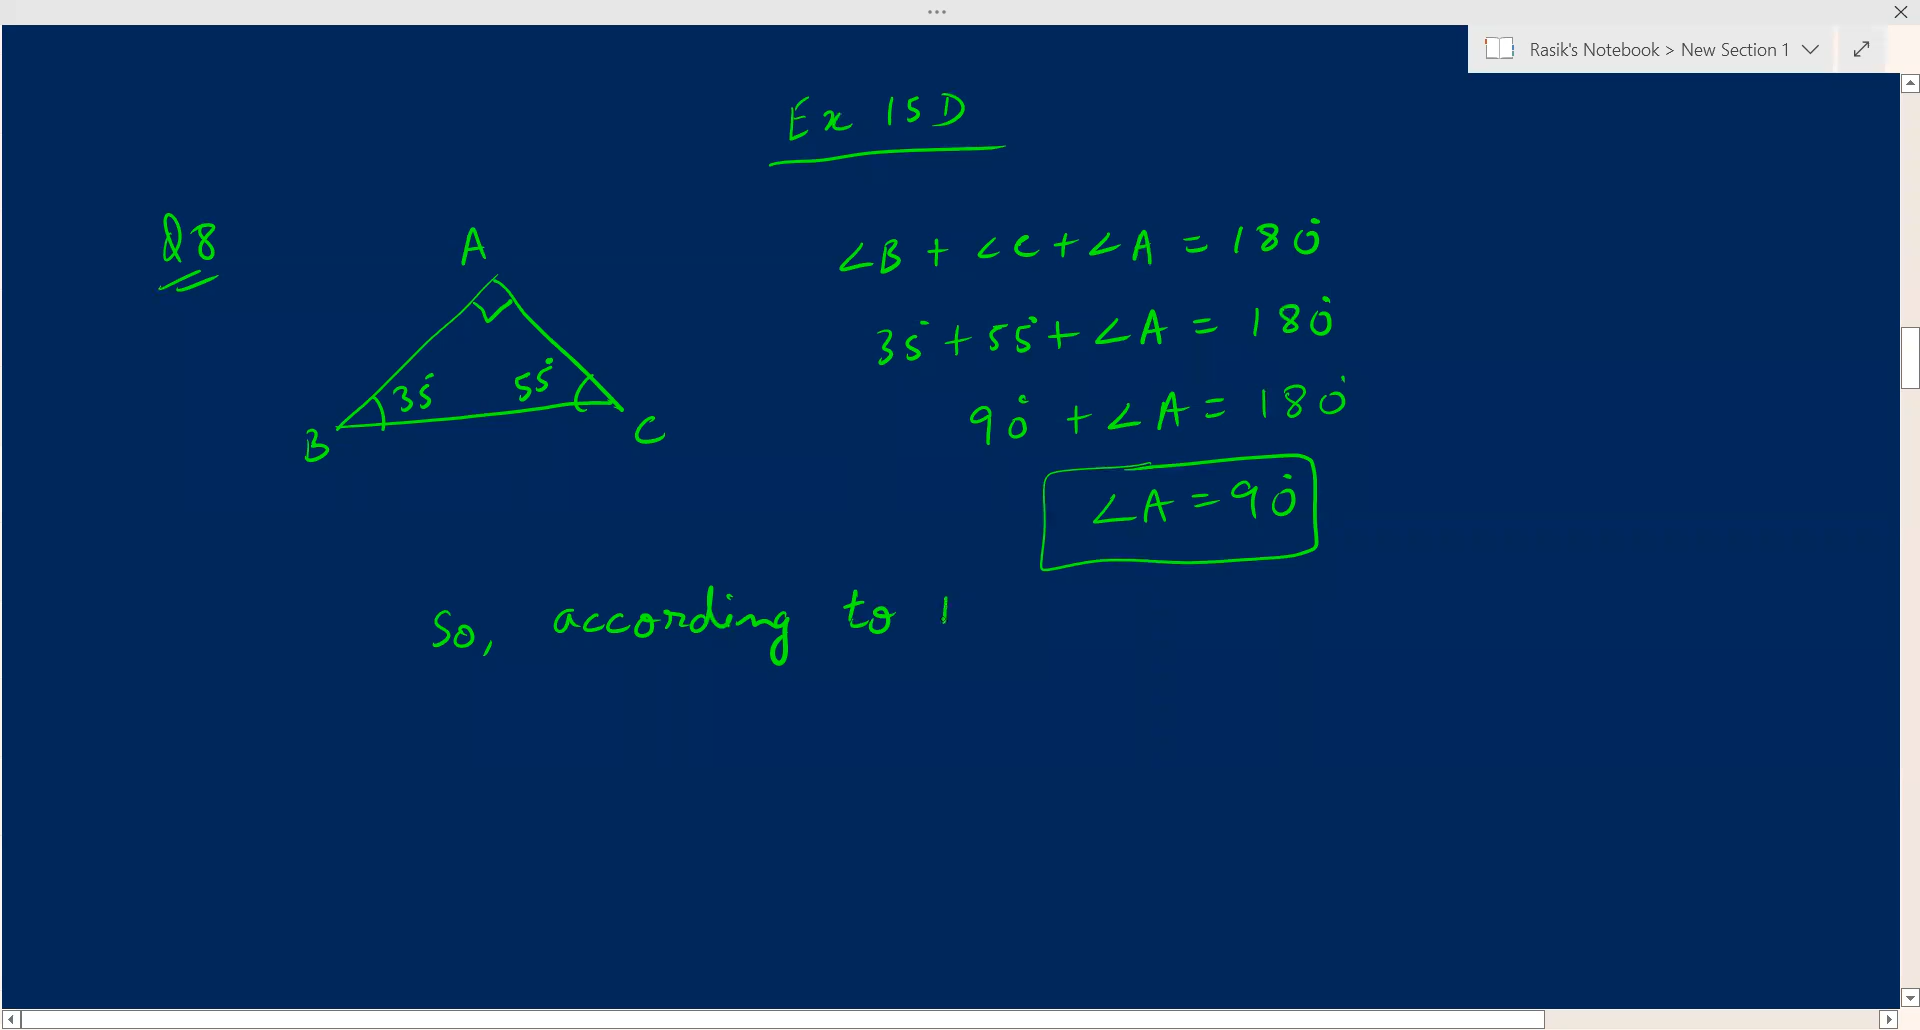 Rasik's Notebook > New Section 1
Ex 15D
Q8
A
35°
55°
B
C
∠B + ∠C + ∠A = 180°
35° + 55° + ∠A = 180°
90° + ∠A = 180°
∠A = 90°
So, according to